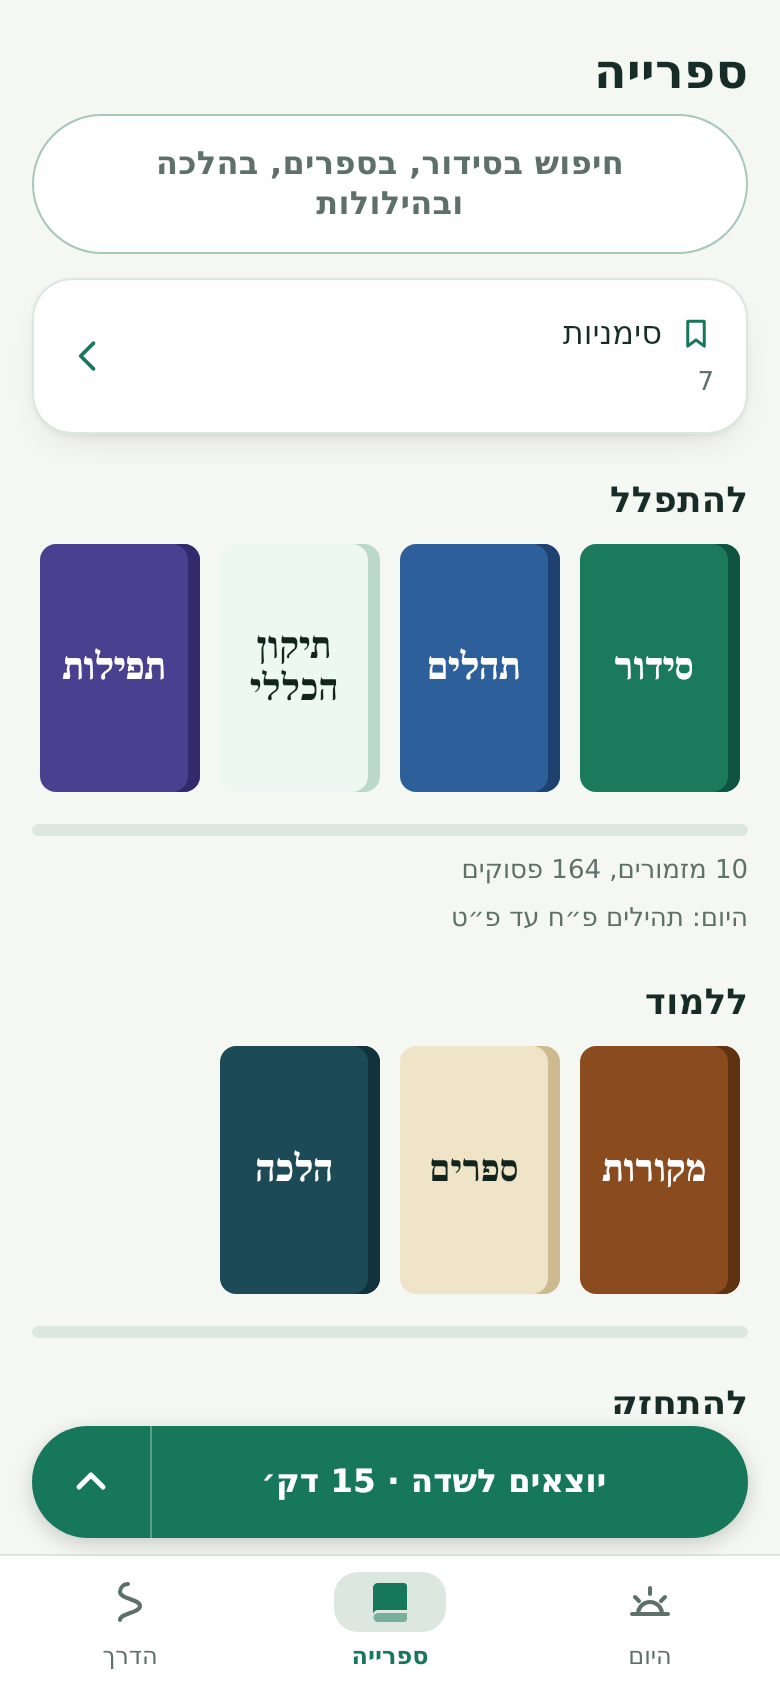 ספרייה
חיפוש בסידור, בספרים, בהלכה
ובהילולות
סימניות
7
להתפלל
סידור
תהלים
תיקון
הכללי
תפילות
10 מזמורים, 164 פסוקים
היום: תהילים פ״ח עד פ״ט
ללמוד
מקורות
ספרים
הלכה
להתחזק
יוצאים לשדה · 15 דק׳
היום
ספרייה
הדרך